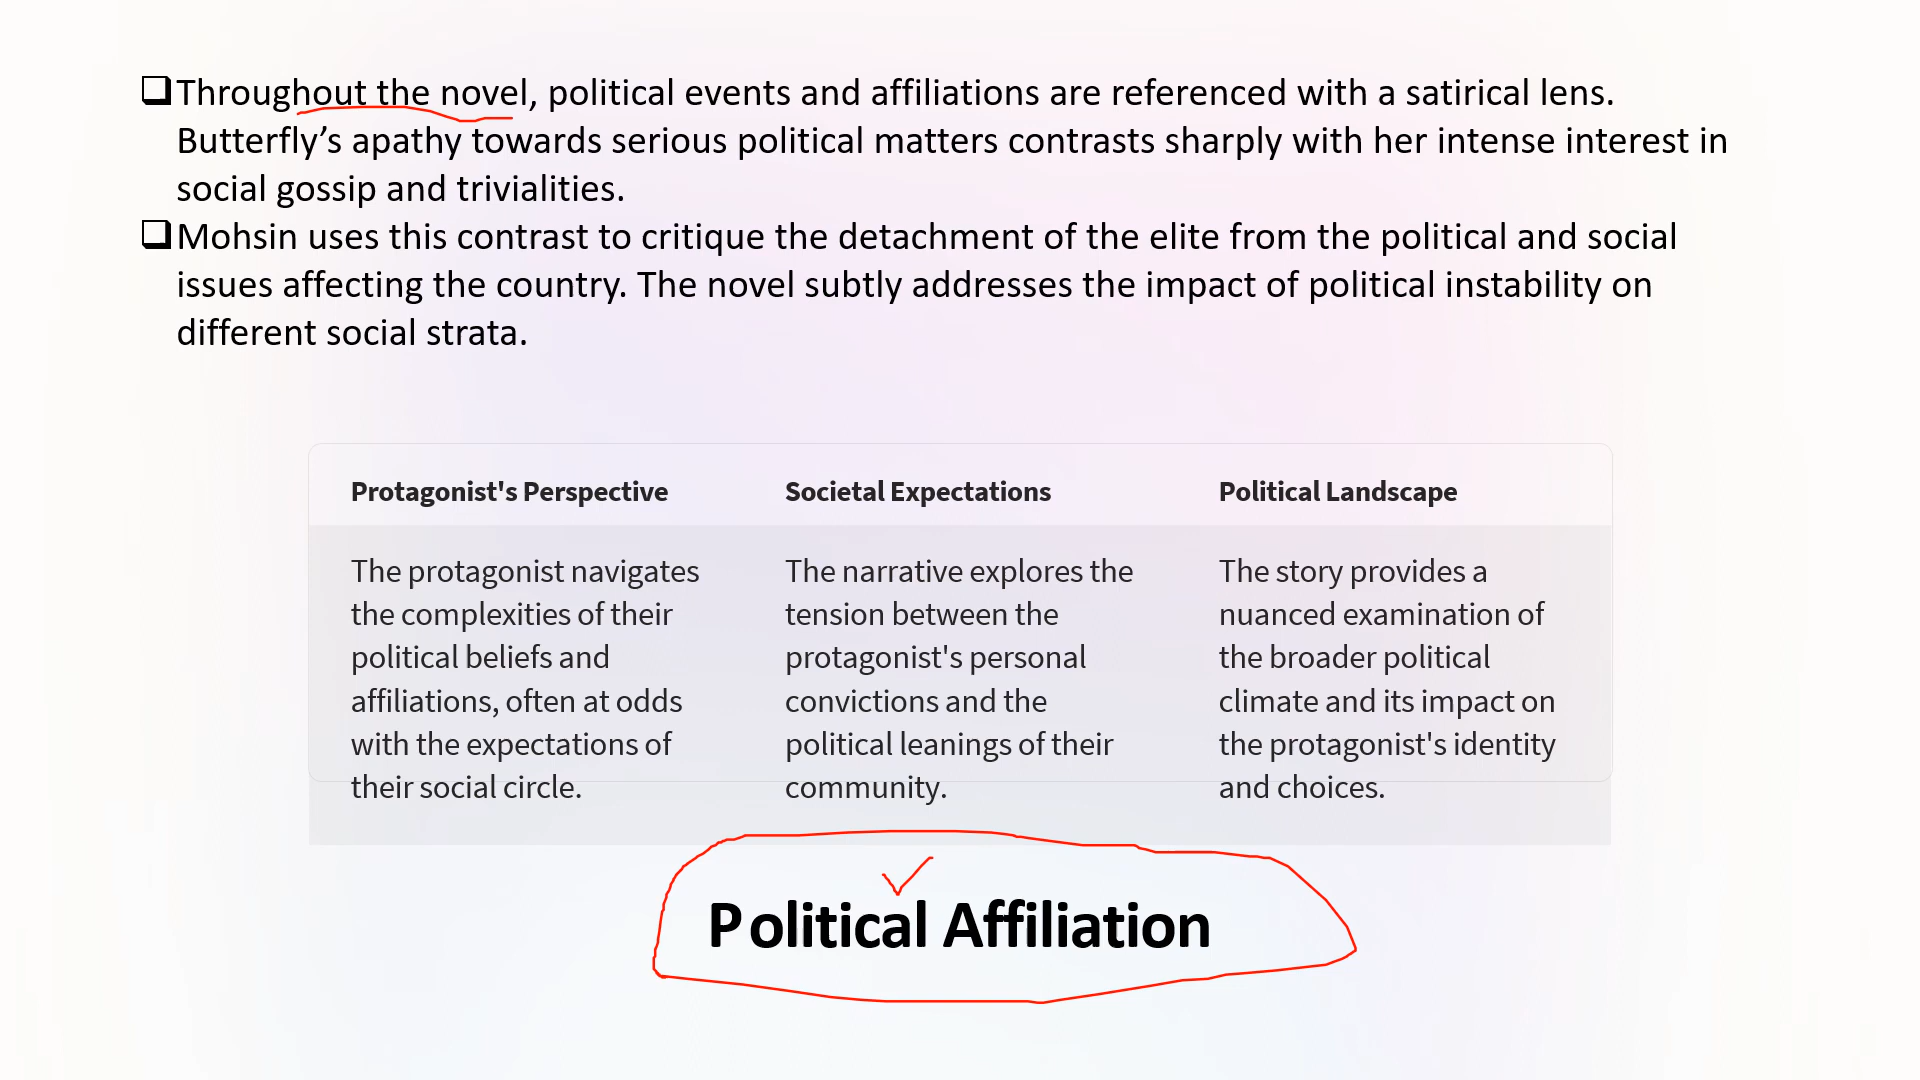 Throughout the novel, political events and affiliations are referenced with a satirical lens.
Butterfly’s apathy towards serious political matters contrasts sharply with her intense interest in
social gossip and trivialities.
Mohsin uses this contrast to critique the detachment of the elite from the political and social
issues affecting the country. The novel subtly addresses the impact of political instability on
different social strata.
Protagonist's Perspective
The protagonist navigates
the complexities of their
political beliefs and
affiliations, often at odds
with the expectations of
their social circle.
Societal Expectations
The narrative explores the
tension between the
protagonist's personal
convictions and the
political leanings of their
community.
Political Landscape
The story provides a
nuanced examination of
the broader political
climate and its impact on
the protagonist's identity
and choices.
Political Affiliation